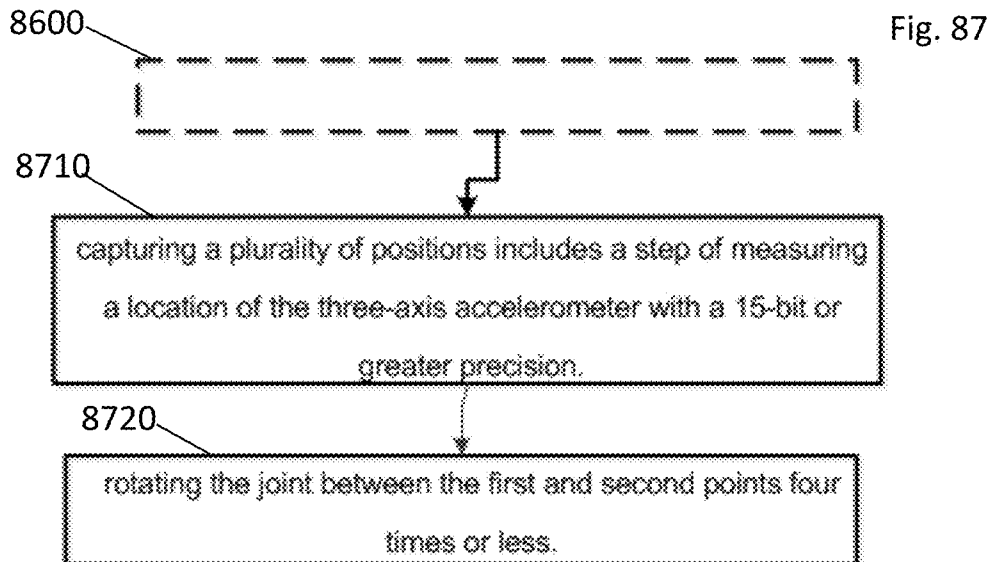 8600
Fig. 87
8710
capturing a plurality of positions includes a step of measuring
a location of the three-axis accelerometer with a 15-bit or
greater precision.
8720
rotating the joint between the first and second points four
times or less.